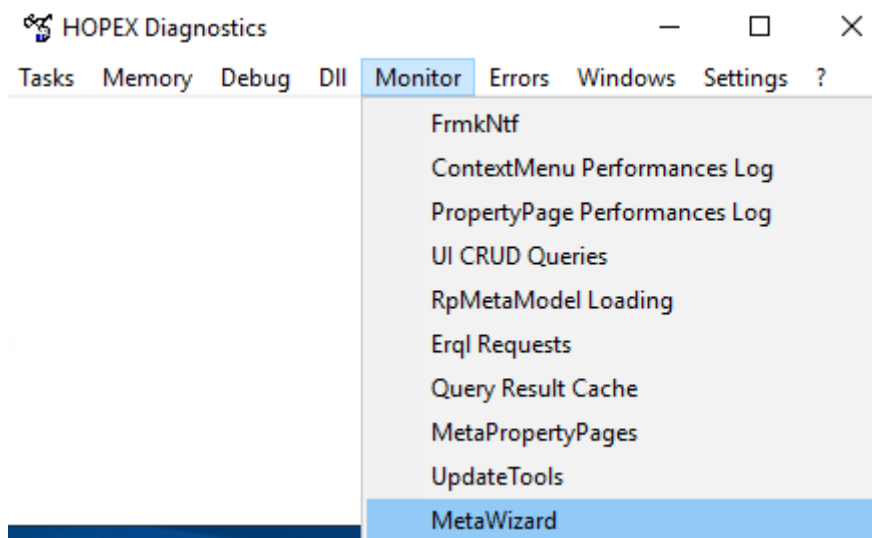 HOPEX Diagnostics
Tasks Memory Debug Dll Monitor Errors Windows Settings ?
FrmkNtf
ContextMenu Performances Log
PropertyPage Performances Log
UI CRUD Queries
RpMetaModel Loading
Erql Requests
Query Result Cache
MetaPropertyPages
UpdateTools
MetaWizard